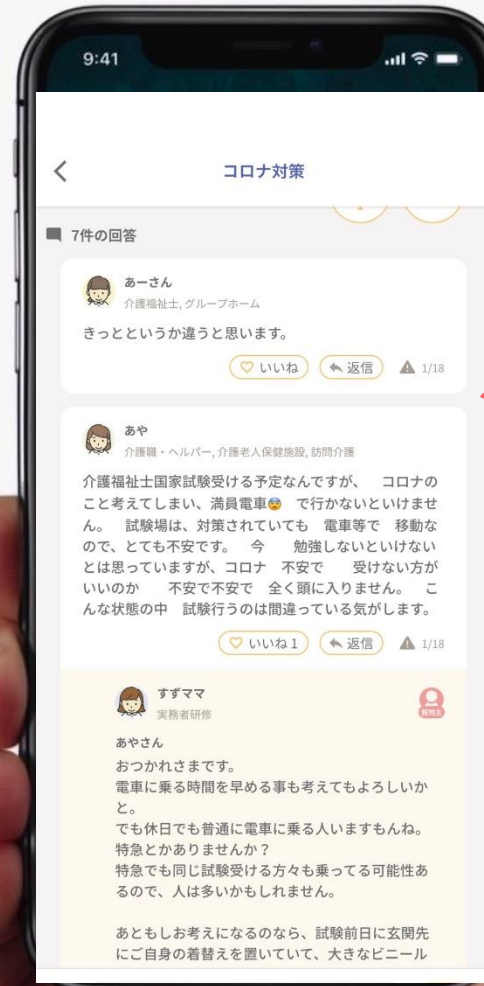 9:41
コロナ対策
7件の回答
あーさん
介護福祉士, グループホーム
きっとというか違うと思います。
いいね 返信 1/18
あや
介護職・ヘルパー, 介護老人保健施設, 訪問介護
介護福祉士国家試験受ける予定なんですが、　コロナの
こと考えてしまい、満員電車😨　で行かないといけませ
ん。　試験場は、対策されていても　電車等で　移動な
ので、とても不安です。　今　　勉強しないといけない
とは思っていますが、コロナ　不安で　　受けない方が
いいのか　　不安で不安で　全く頭に入りません。　こ
んな状態の中　試験行うのは間違っている気がします。
いいね 1 返信 1/18
すずママ
実務者研修
質問主
あやさん
おつかれさまです。
電車に乗る時間を早める事も考えてもよろしいか
と。
でも休日でも普通に電車に乗る人いますもんね。
特急とかありませんか？
特急でも同じ試験受ける方々も乗ってる可能性あ
るので、人は多いかもしれません。
あともしお考えになるのなら、試験前日に玄関先
にご自身の着替えを置いていて、大きなビニール